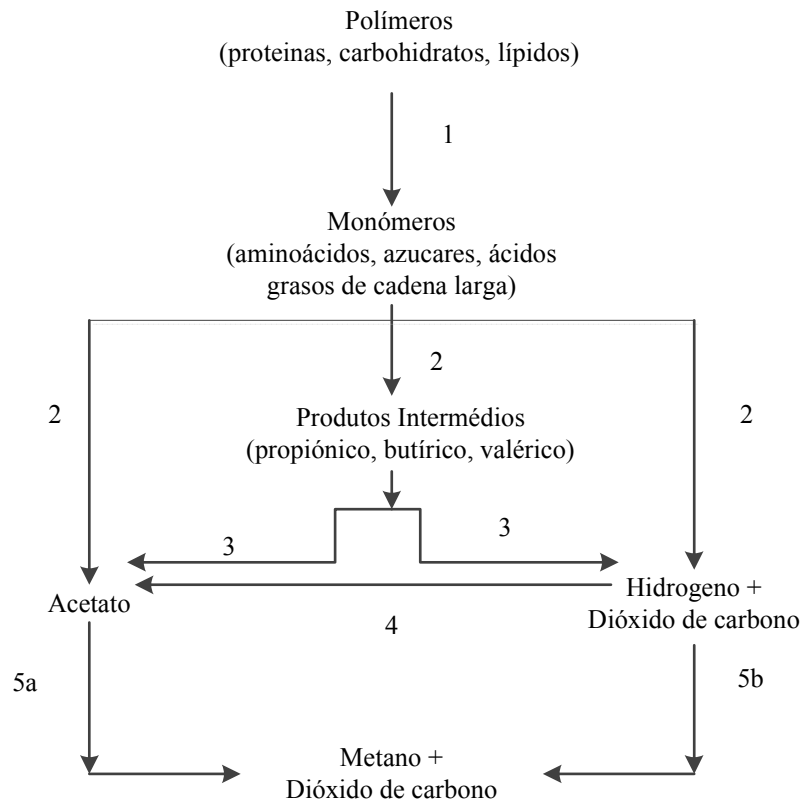 Polímeros
(proteinas, carbohidratos, lípidos)
1
Monómeros
(aminoácidos, azucares, ácidos
grasos de cadena larga)
2
2
2
Produtos Intermédios
(propiónico, butírico, valérico)
3
3
Acetato
4
Hidrogeno +
Dióxido de carbono
5a
5b
Metano +
Dióxido de carbono